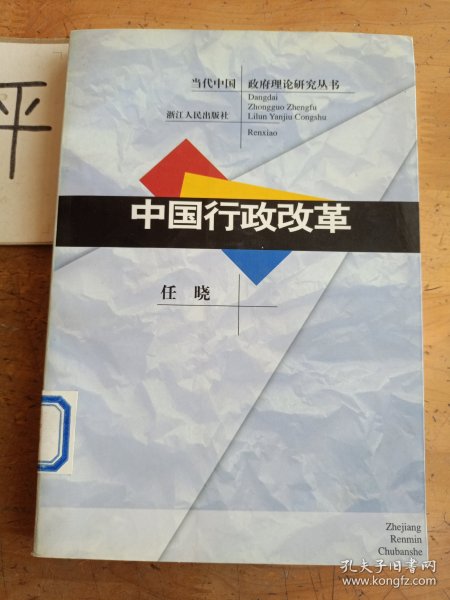 平
当代中国 政府理论研究丛书
Dangdai
浙江人民出版社 Zhongguo Zhengfu
Lilun Yanjiu Congshu
Renxiao
中国行政改革
任 晓
Zhejiang
Renmin
Chubanshe
孔夫子旧书网
www.kongfz.com